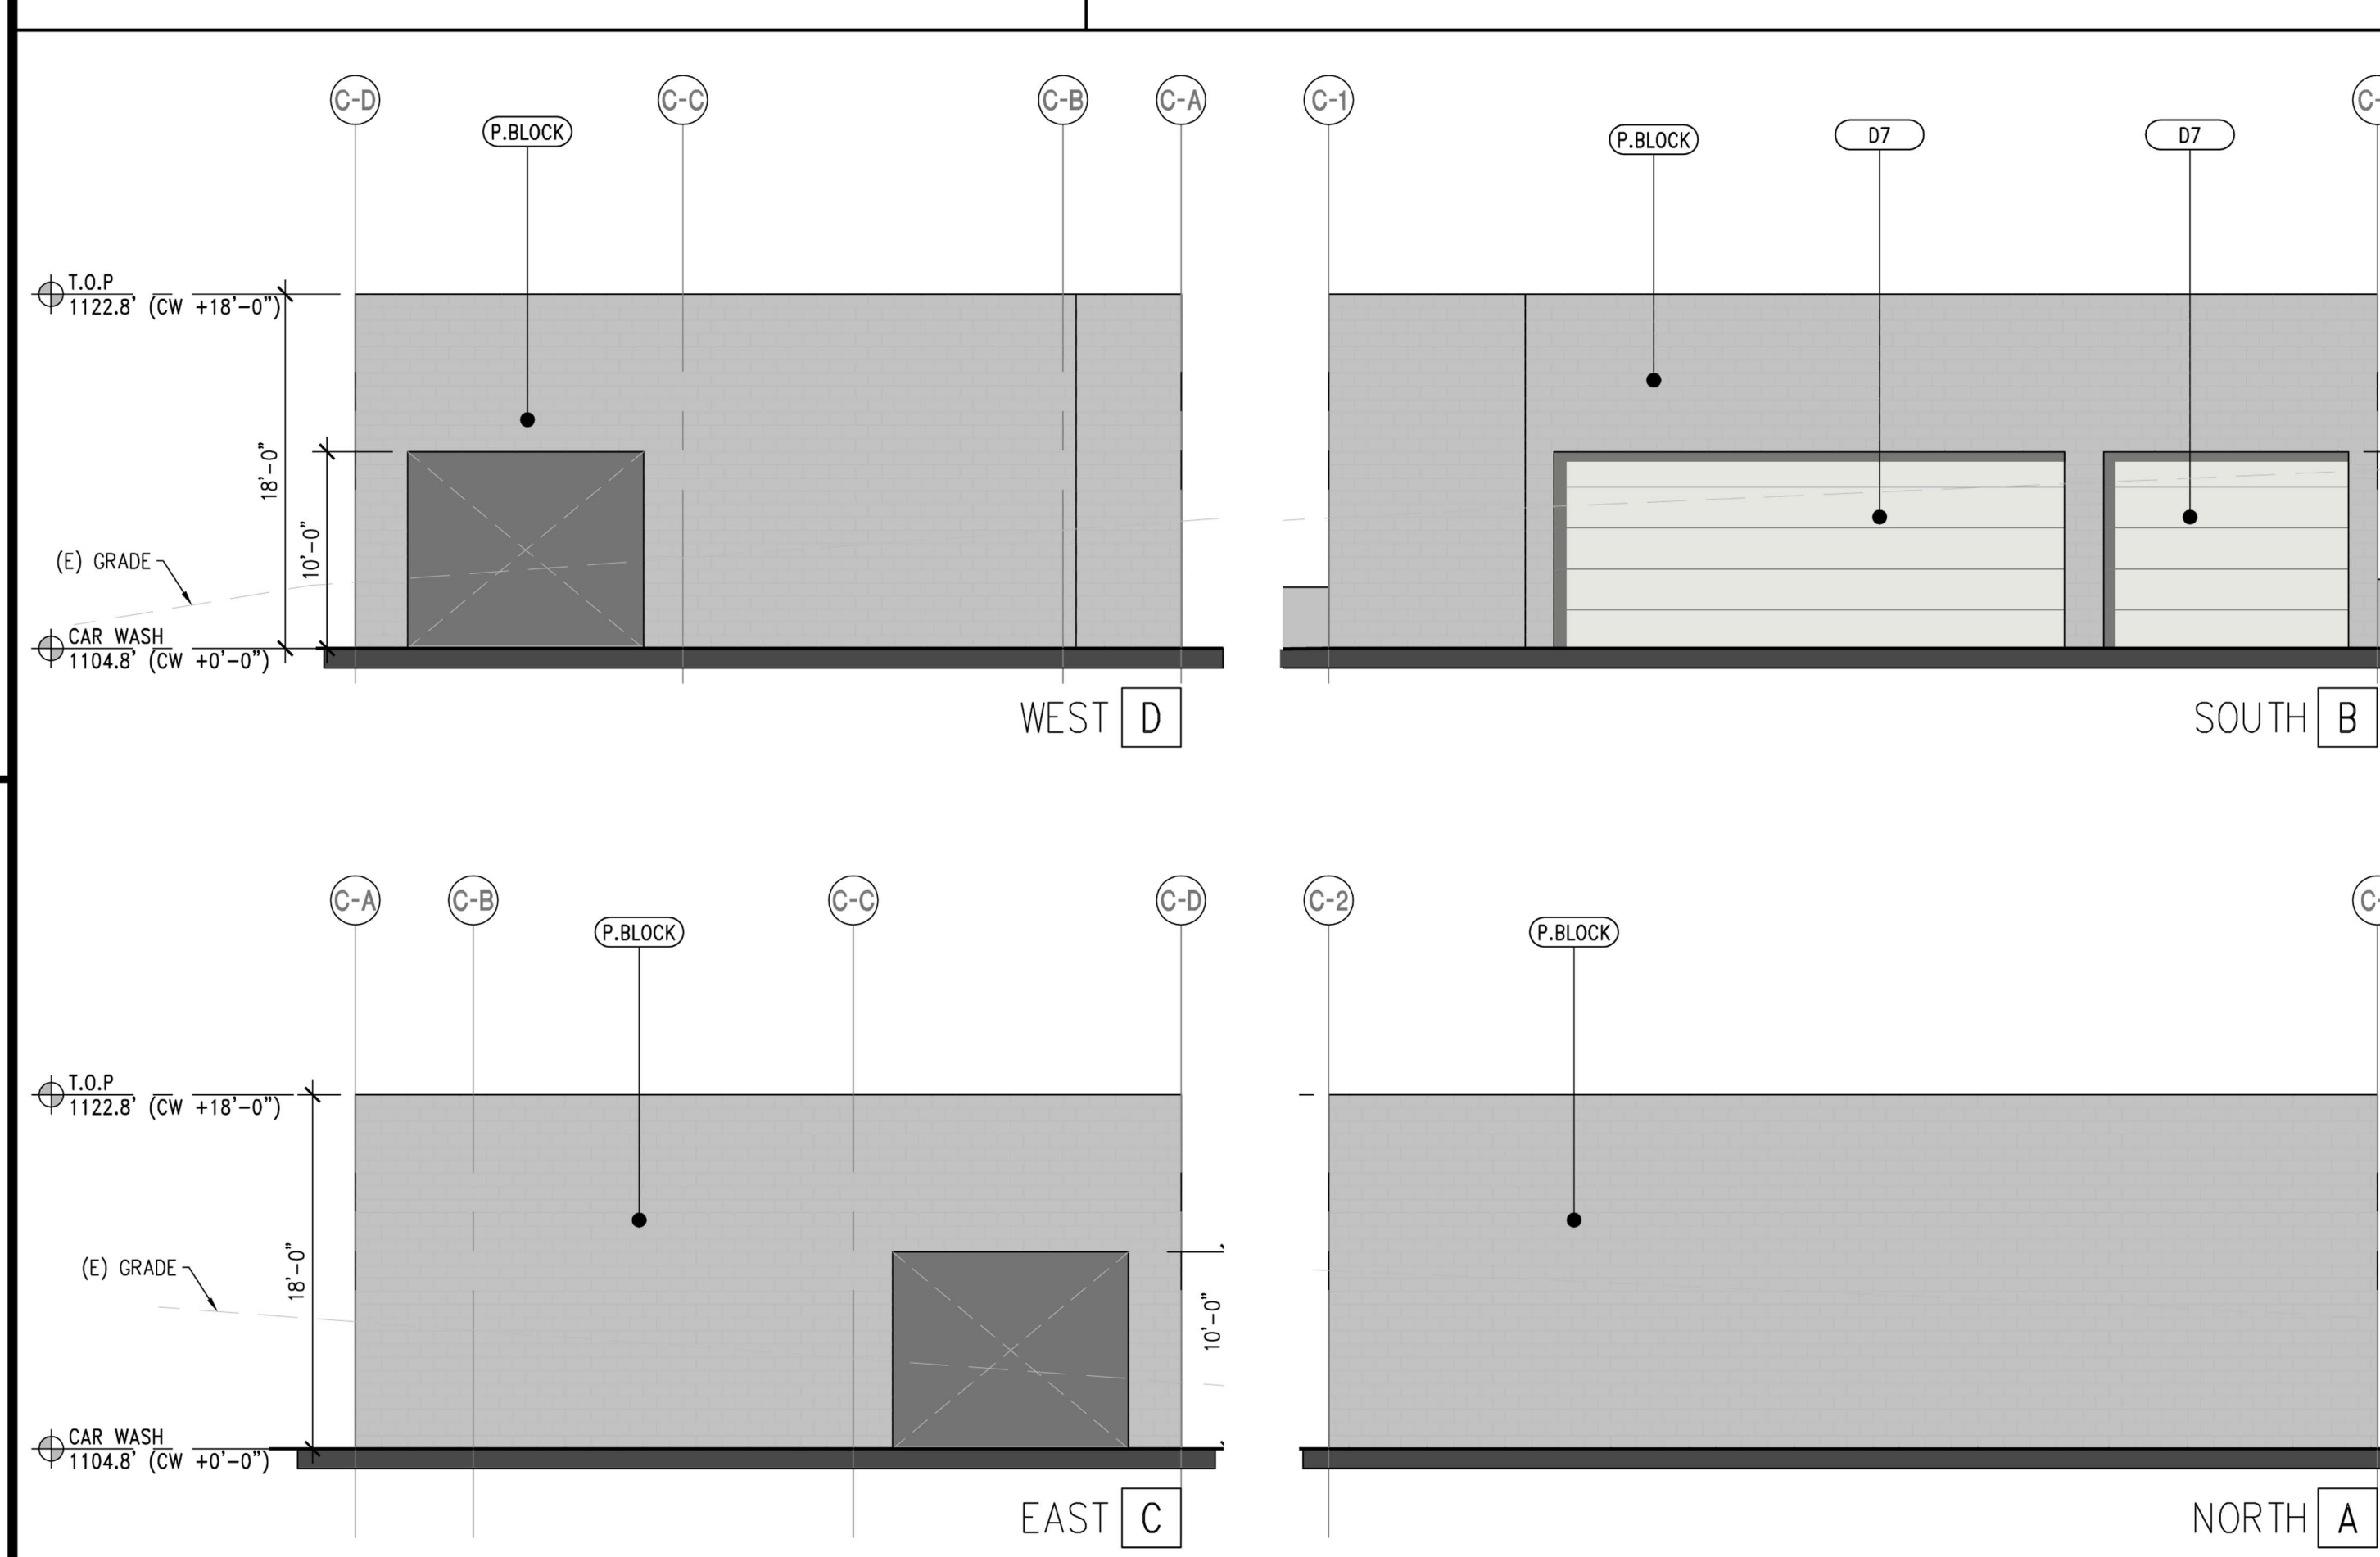 C-D
C-C
C-B
C-A
C-1
C-
P.BLOCK
P.BLOCK
D7
D7
T.O.P
1122.8' (CW +18'-0")
18'-0"
10'-0"
(E) GRADE
CAR WASH
1104.8' (CW +0'-0")
WEST D
SOUTH B
C-A
C-B
C-C
C-D
C-2
C-
P.BLOCK
P.BLOCK
T.O.P
1122.8' (CW +18'-0")
18'-0"
(E) GRADE
10'-0"
CAR WASH
1104.8' (CW +0'-0")
EAST C
NORTH A